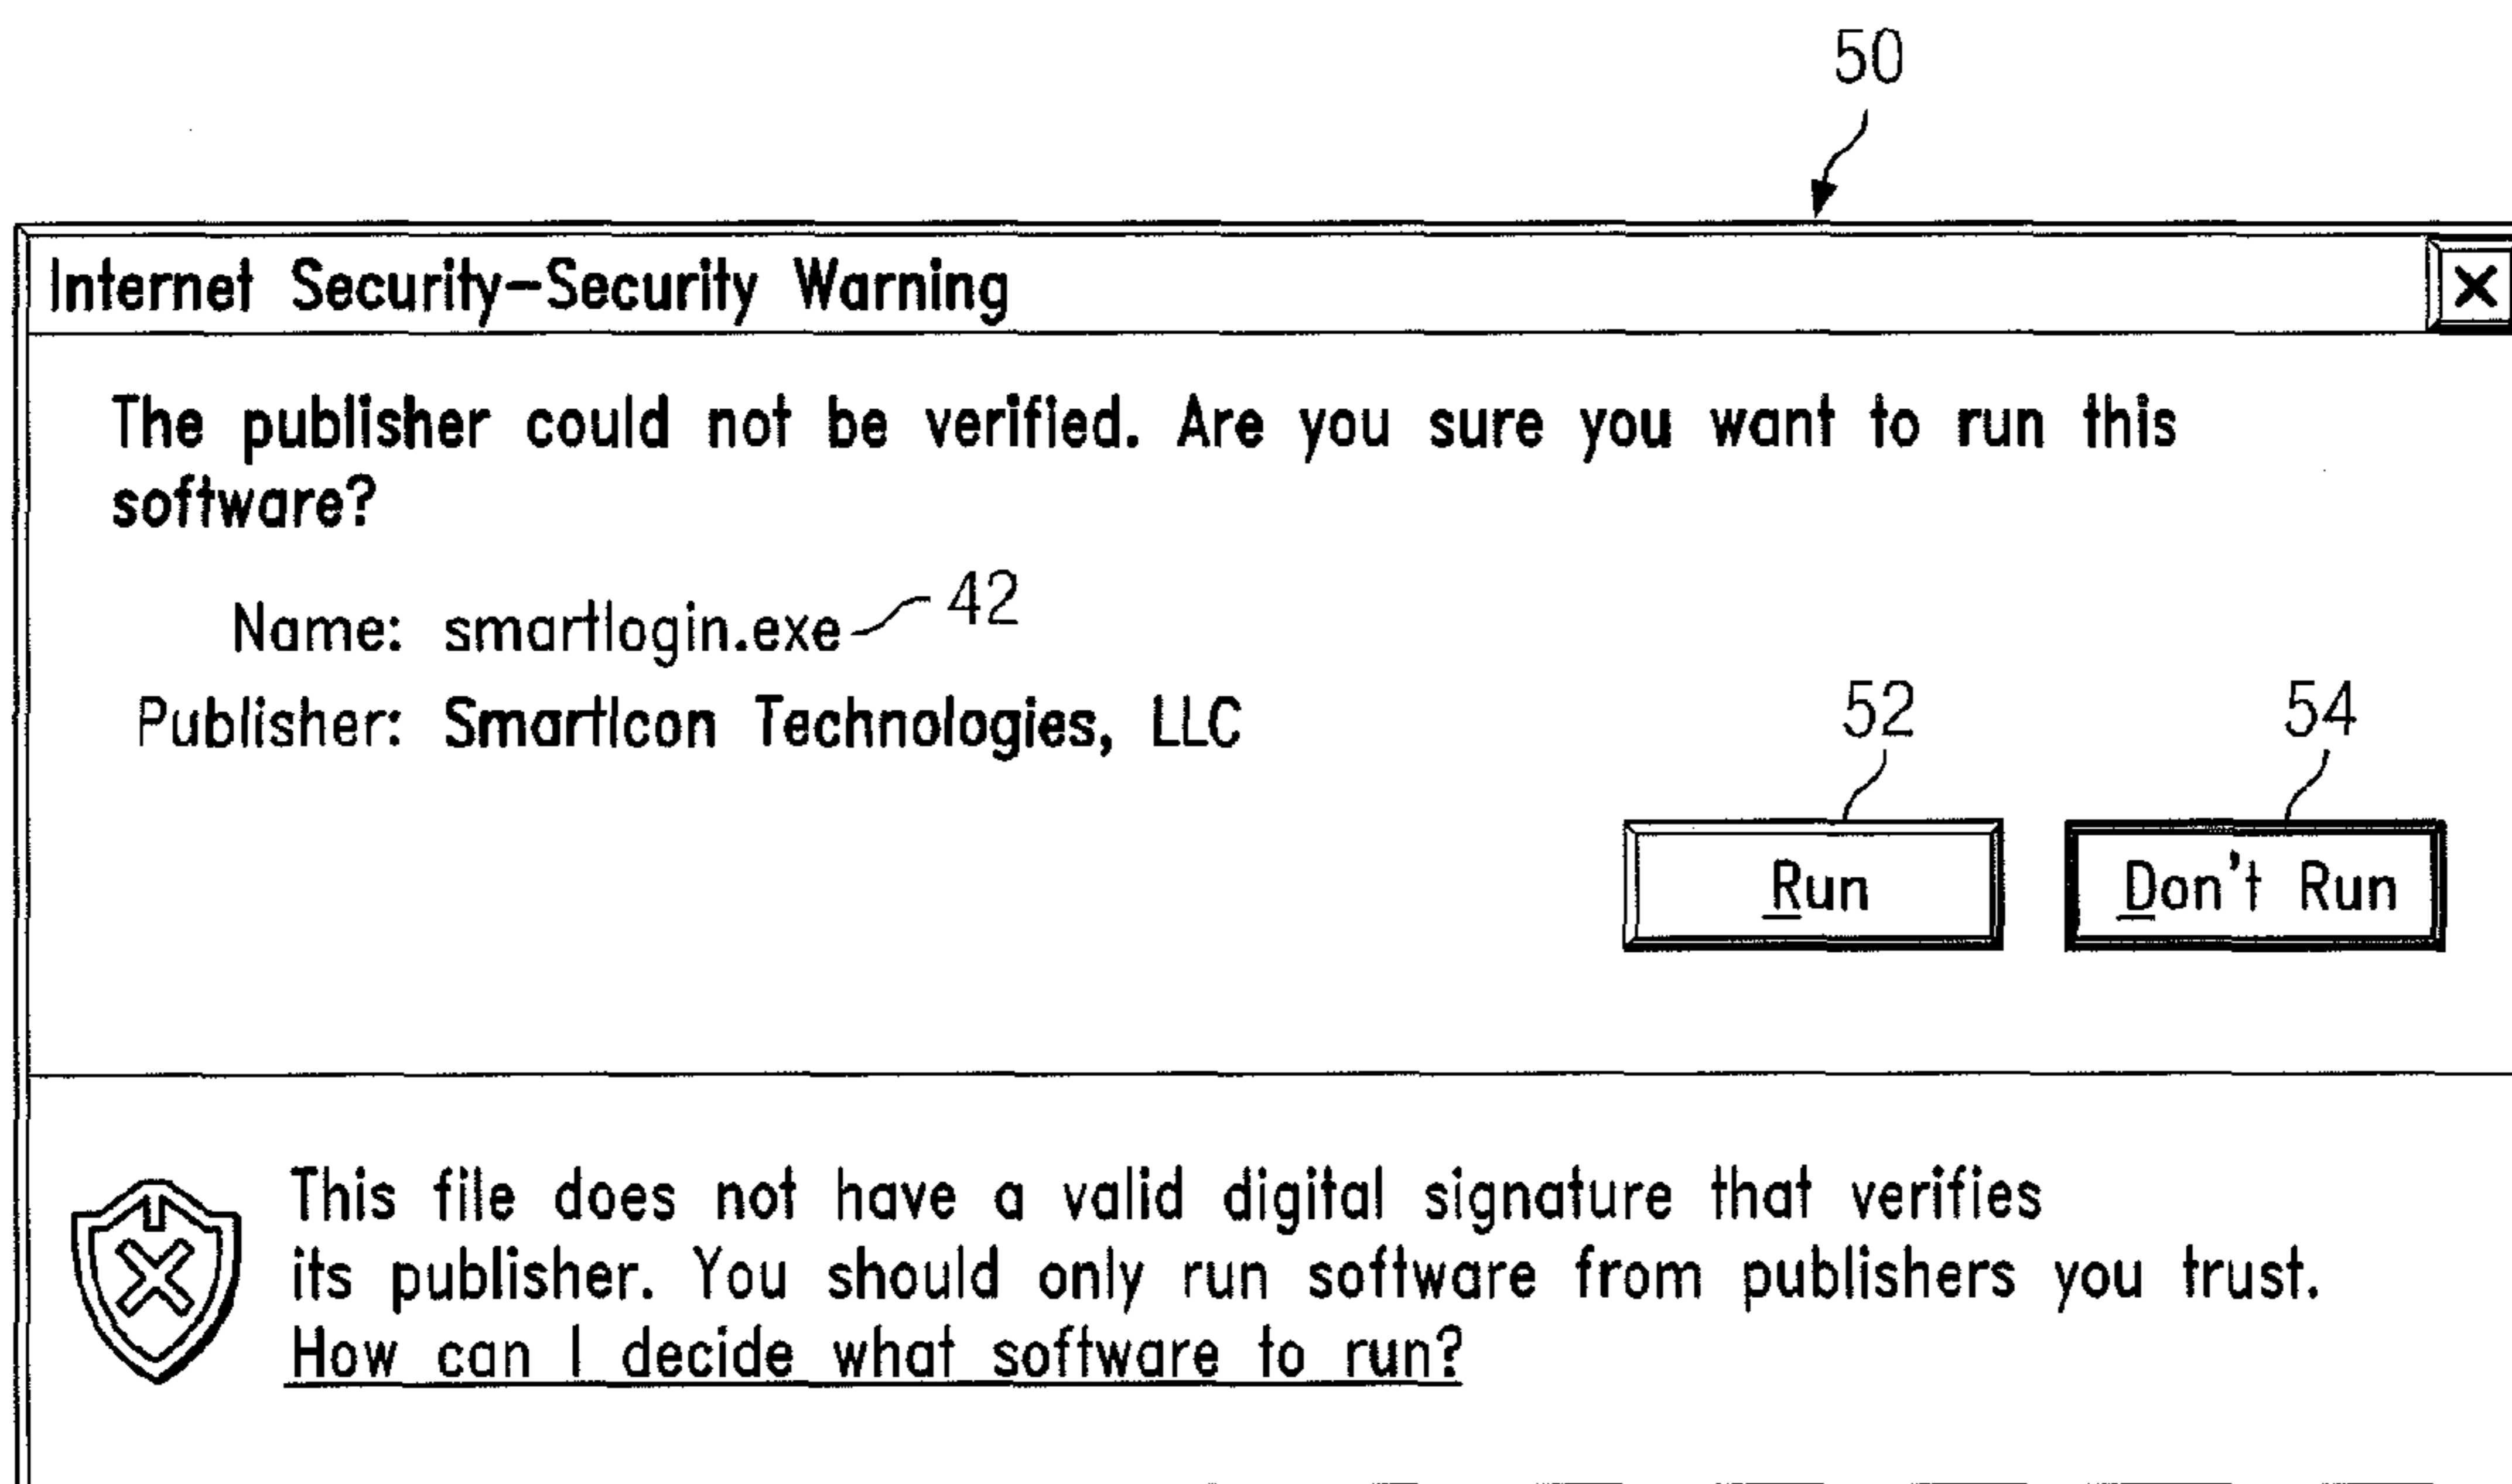 50
Internet Security-Security Warning
The publisher could not be verified. Are you sure you want to run this
software?
Name: smartlogin.exe 42
Publisher: SmartIcon Technologies, LLC
52 54
Run Don't Run
This file does not have a valid digital signature that verifies
its publisher. You should only run software from publishers you trust.
How can I decide what software to run?